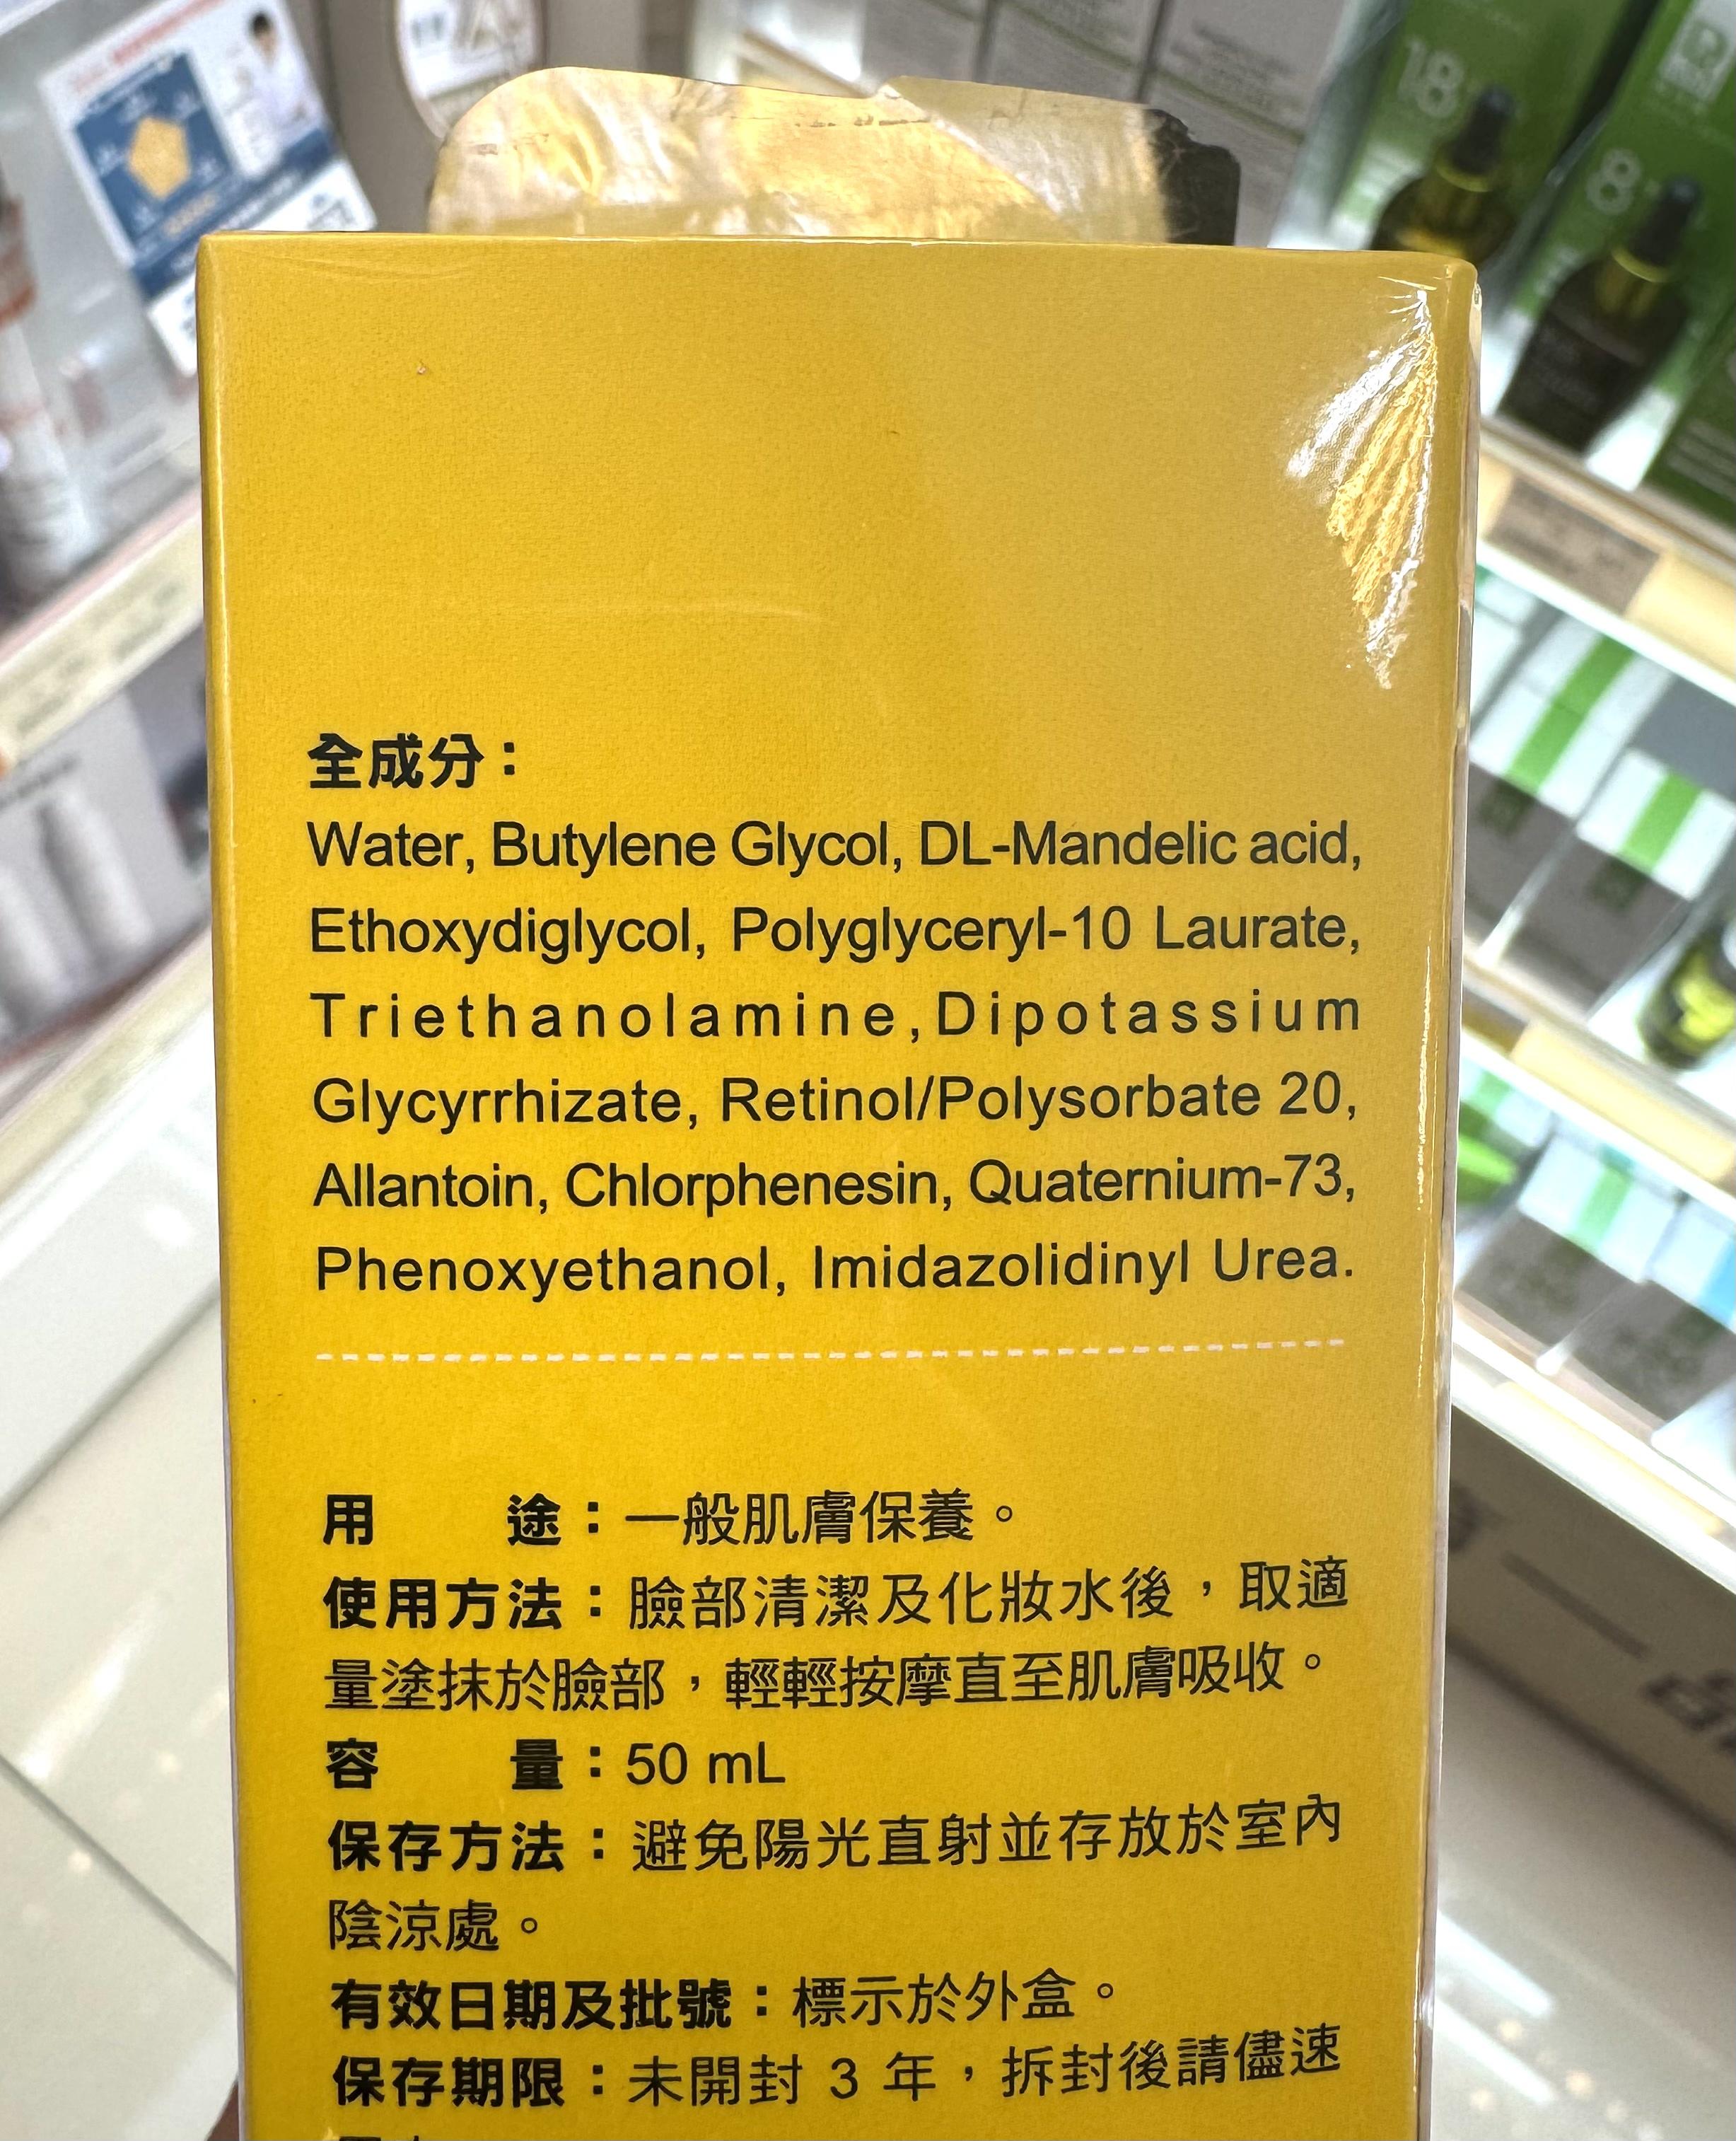 18%
8%
全成分：
Water, Butylene Glycol, DL-Mandelic acid,
Ethoxydiglycol, Polyglyceryl-10 Laurate,
Triethanolamine,Dipotassium
Glycyrrhizate, Retinol/Polysorbate 20,
Allantoin, Chlorphenesin, Quaternium-73,
Phenoxyethanol, Imidazolidinyl Urea.
用途：一般肌膚保養。
使用方法：臉部清潔及化妝水後，取適
量塗抹於臉部，輕輕按摩直至肌膚吸收。
容量：50 mL
保存方法：避免陽光直射並存放於室內
陰涼處。
有效日期及批號：標示於外盒。
保存期限：未開封 3 年，拆封後請儘速